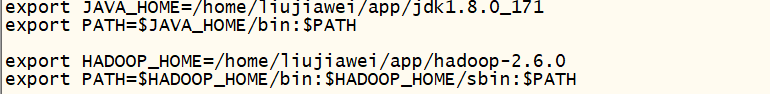 export JAVA_HOME=/home/liujiawei/app/jdk1.8.0_171
export PATH=$JAVA_HOME/bin:$PATH
export HADOOP_HOME=/home/liujiawei/app/hadoop-2.6.0
export PATH=$HADOOP_HOME/bin:$HADOOP_HOME/sbin:$PATH